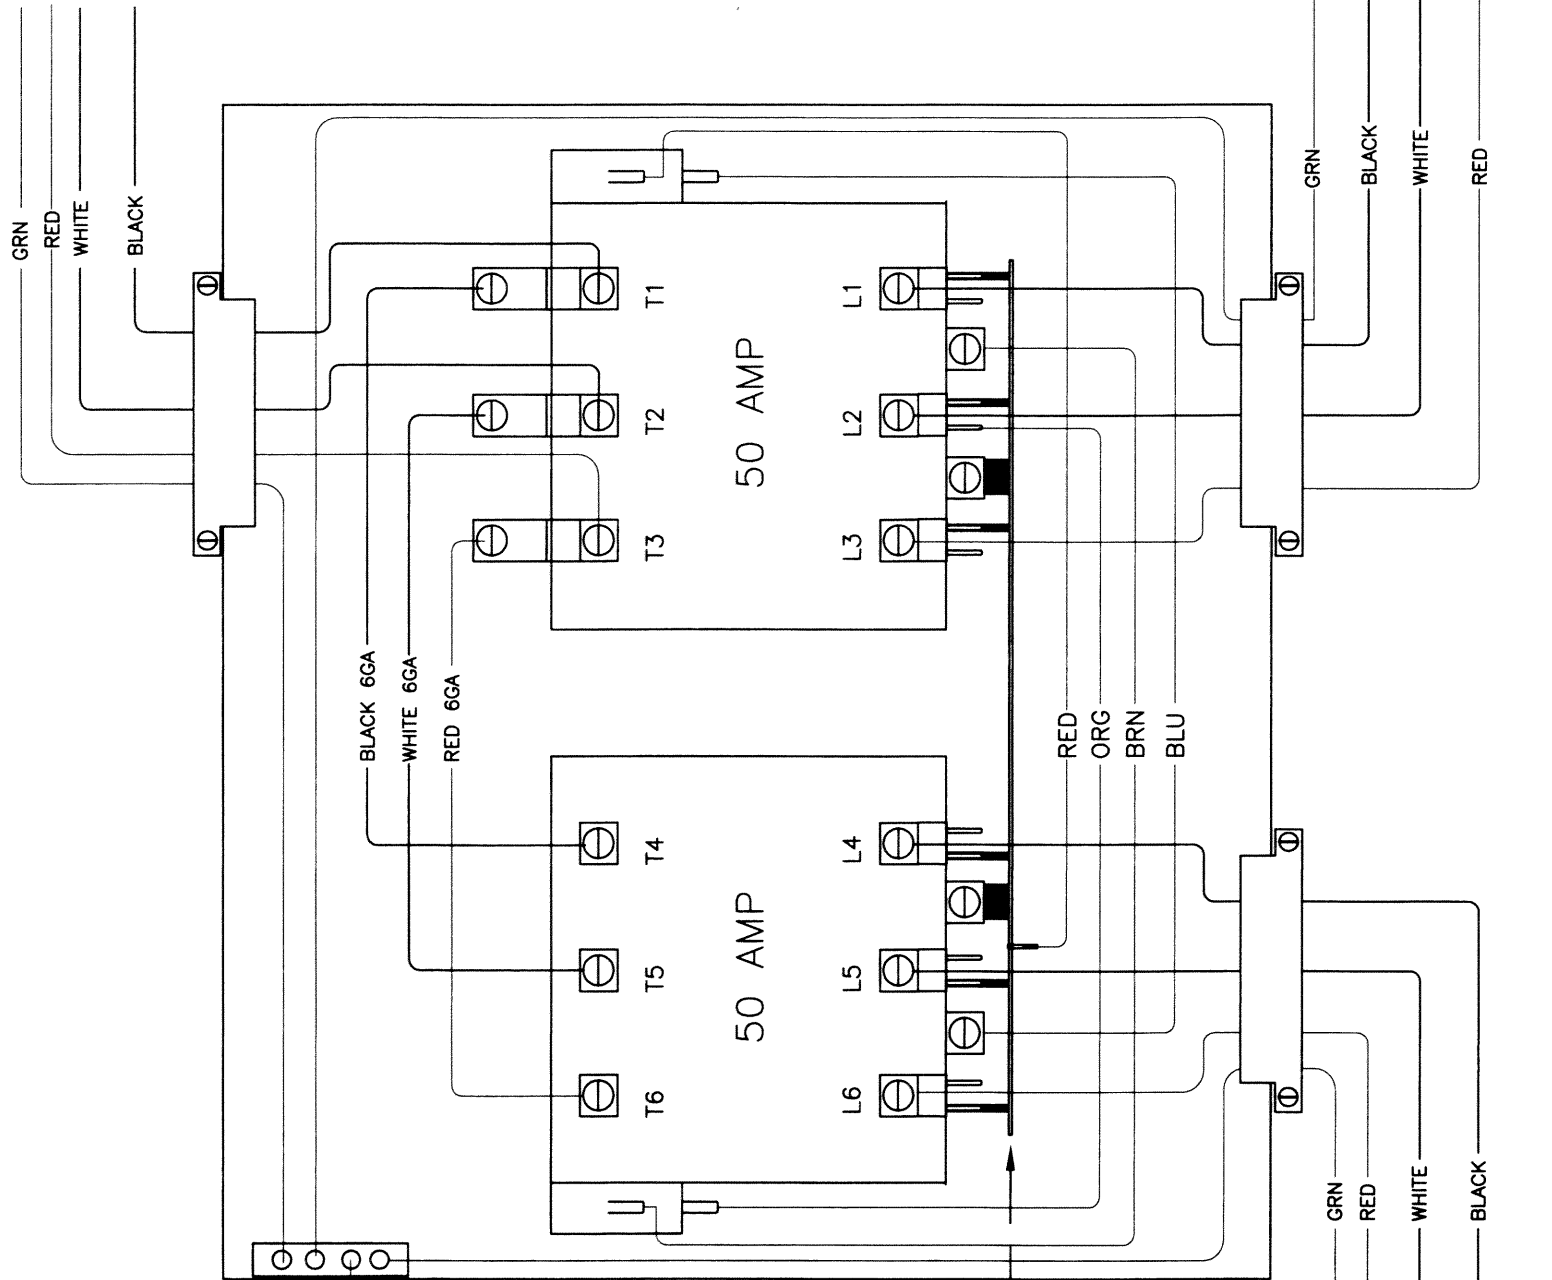 GRN
RED
WHITE
BLACK
GRN
BLACK
WHITE
RED
T1
L1
T2
L2
T3
L3
50 AMP
BLACK 6GA
WHITE 6GA
RED 6GA
RED
ORG
BRN
BLU
T4
L4
T5
L5
T6
L6
50 AMP
GRN
RED
WHITE
BLACK